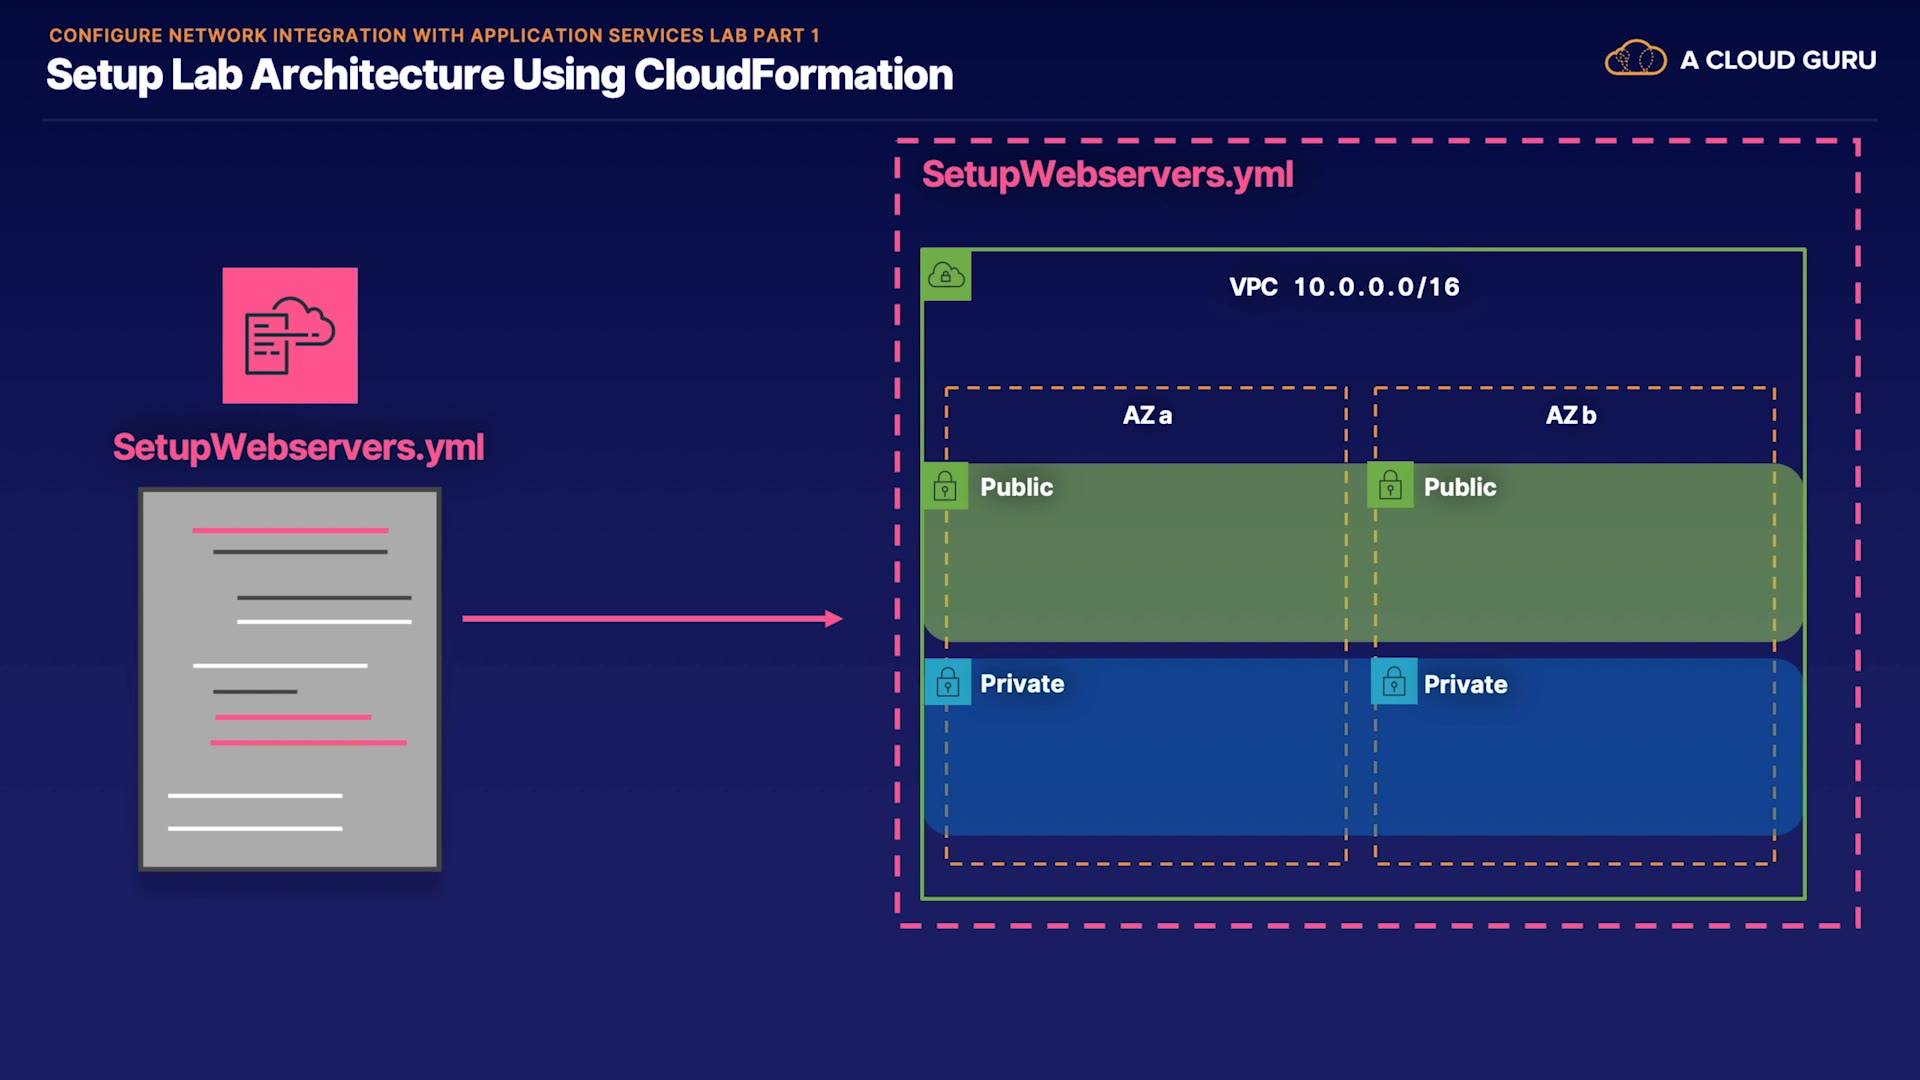 CONFIGURE NETWORK INTEGRATION WITH APPLICATION SERVICES LAB PART 1
Setup Lab Architecture Using CloudFormation
A CLOUD GURU
SetupWebservers.yml
SetupWebservers.yml
VPC 10.0.0.0/16
AZ a
AZ b
Public
Public
Private
Private